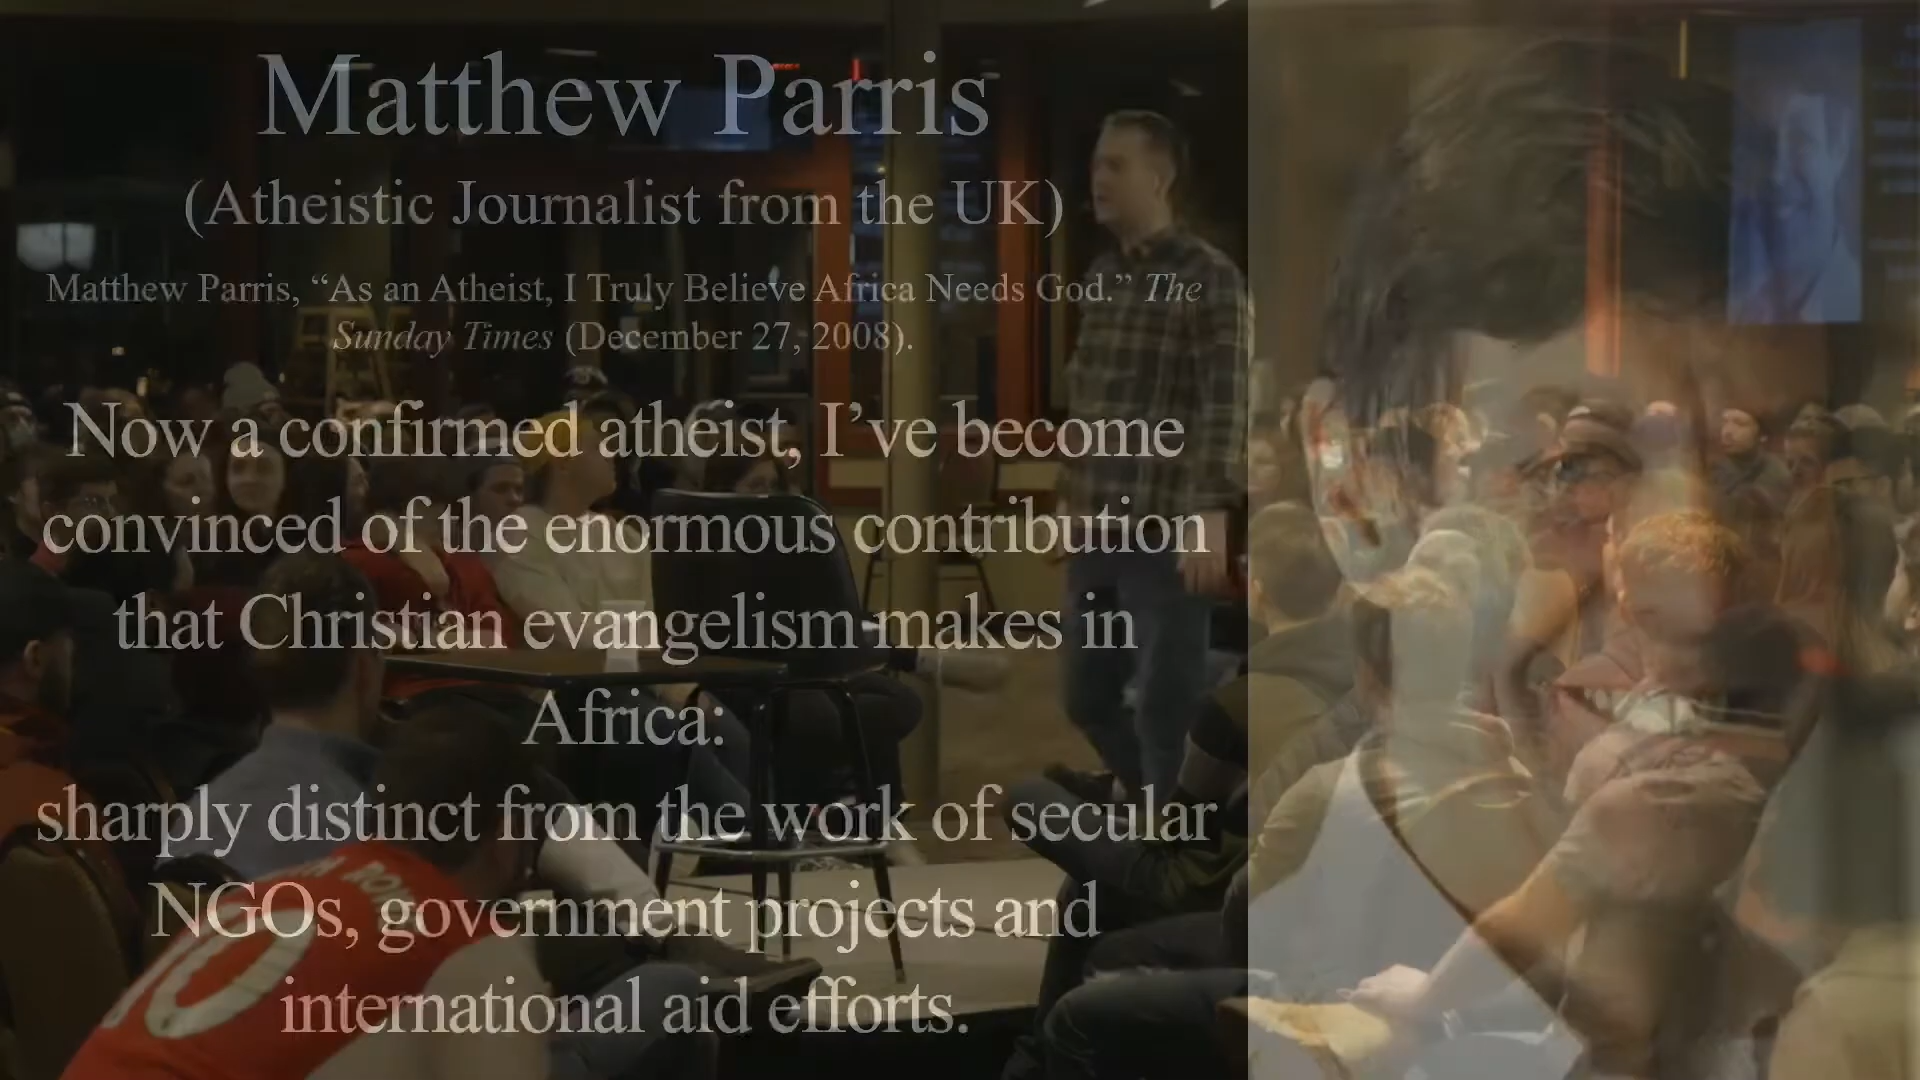 Matthew Parris
(Atheistic Journalist from the UK)
Matthew Parris, “As an Atheist, I Truly Believe Africa Needs God.” The
Sunday Times (December 27, 2008).
Now a confirmed atheist, I’ve become
convinced of the enormous contribution
that Christian evangelism makes in
Africa:
sharply distinct from the work of secular
NGOs, government projects and
international aid efforts.
10